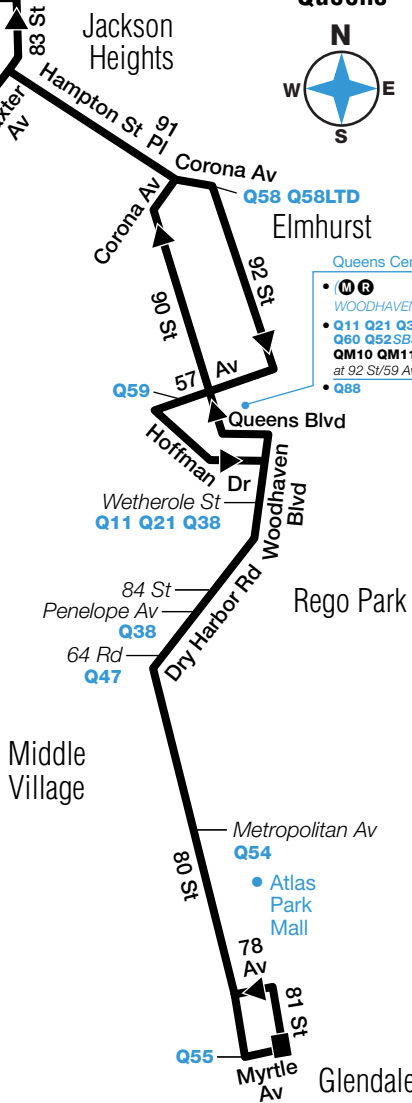 Queens
N
W
E
S
83 St
Jackson
Heights
Av
Hampton St
91
Pl
Corona Av
Q58 Q58LTD
Elmhurst
Corona Av
92 St
90 St
Queens Cen
M R
WOODHAVEN
Q11 Q21 Q3
Q60 Q52SBS
QM10 QM11
at 92 St/59 Av
Q88
57 Av
Q59
Queens Blvd
Hoffman
Dr
Woodhaven
Blvd
Wetherole St
Q11 Q21 Q38
Dry Harbor Rd
Rego Park
84 St
Penelope Av
Q38
64 Rd
Q47
Middle
Village
Metropolitan Av
Q54
80 St
Atlas
Park
Mall
78
Av
81 St
Q55
Myrtle
Av
Glendale